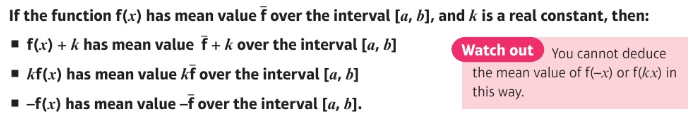 If the function f(x) has mean value f̄ over the interval [a, b], and k is a real constant, then:
▪ f(x) + k has mean value f̄ + k over the interval [a, b]
▪ kf(x) has mean value kf̄ over the interval [a, b]
▪ –f(x) has mean value –f̄ over the interval [a, b].
Watch out You cannot deduce
the mean value of f(–x) or f(kx) in
this way.